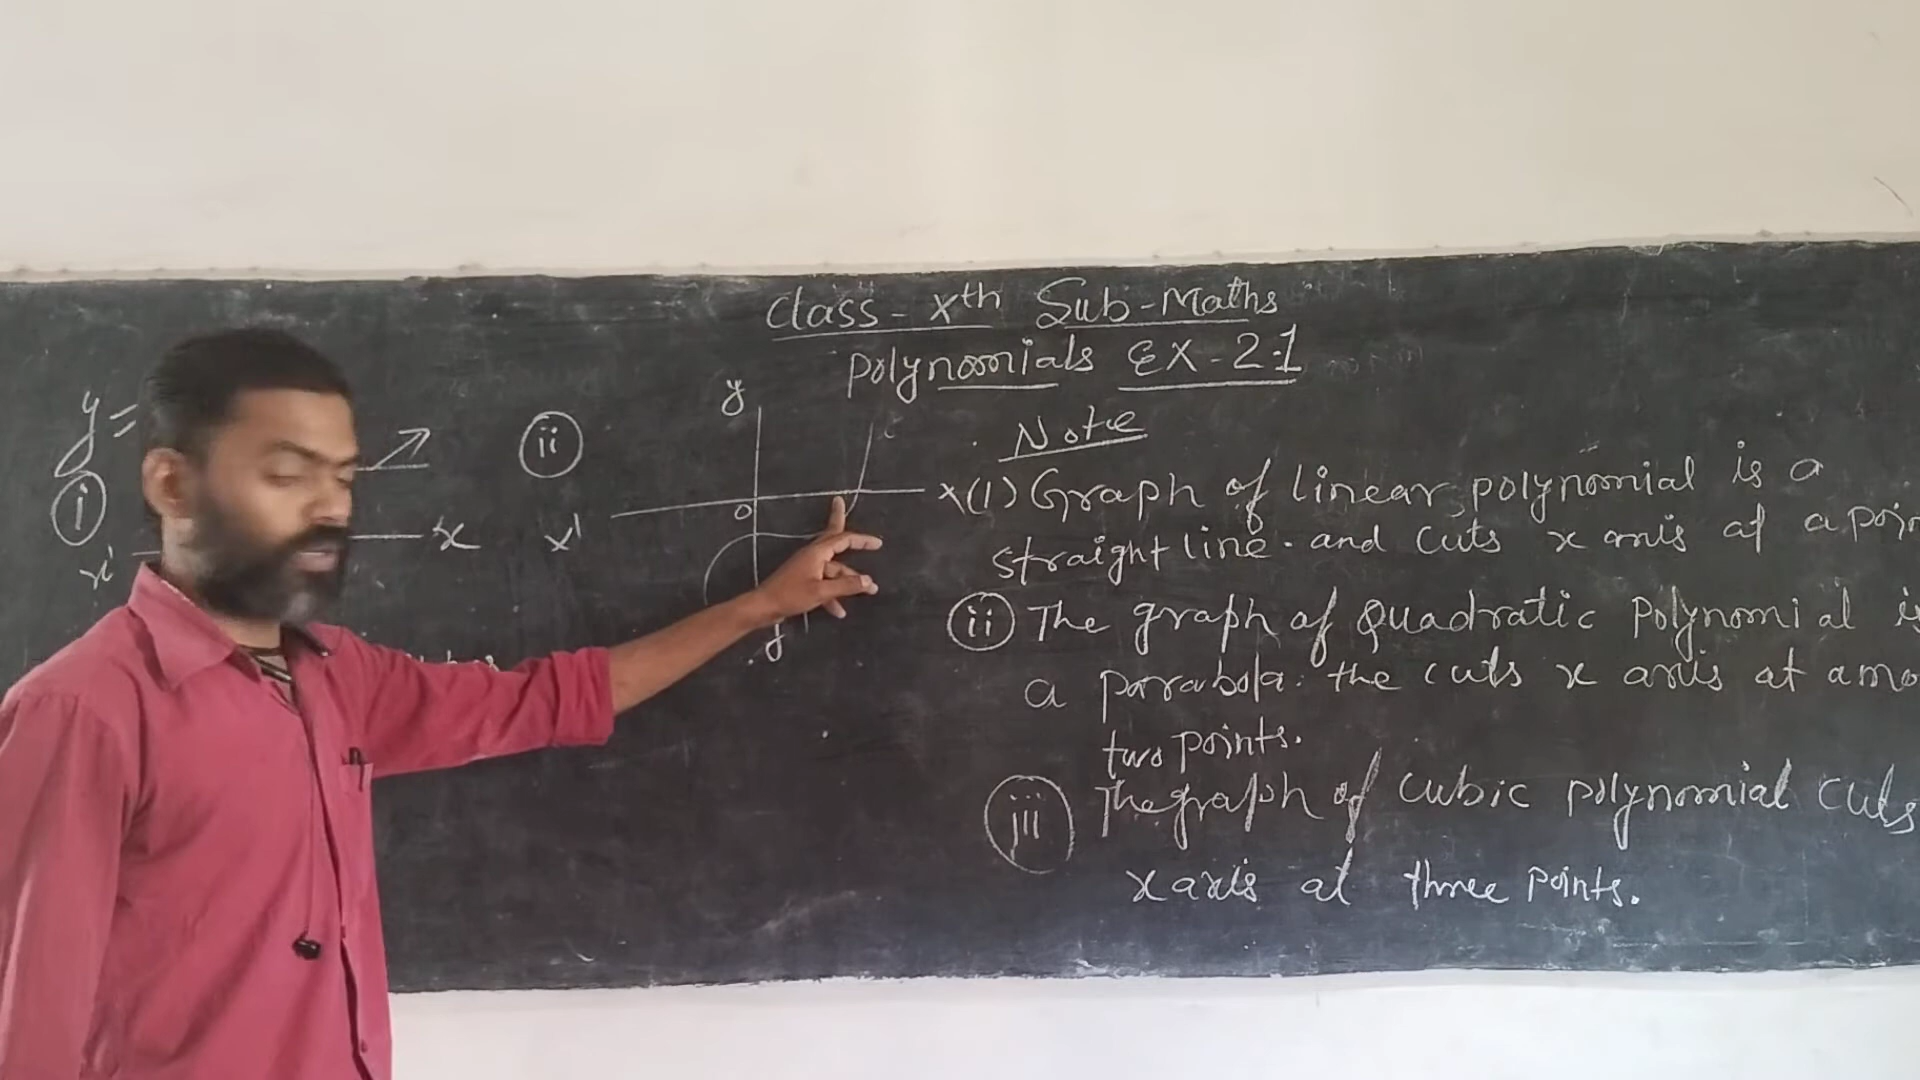 Class - Xth Sub-Maths
Polynomials EX-2.1
y=
(i)
x'
x
(ii)
y
x'
o
x
y
Note
(1) Graph of linear polynomial is a
straight line. and cuts x axis at a
(ii) The graph of Quadratic Polynomial is
a parabola. the cuts x axis at
two points.
(iii) The graph of cubic polynomial cuts
x axis at three points.